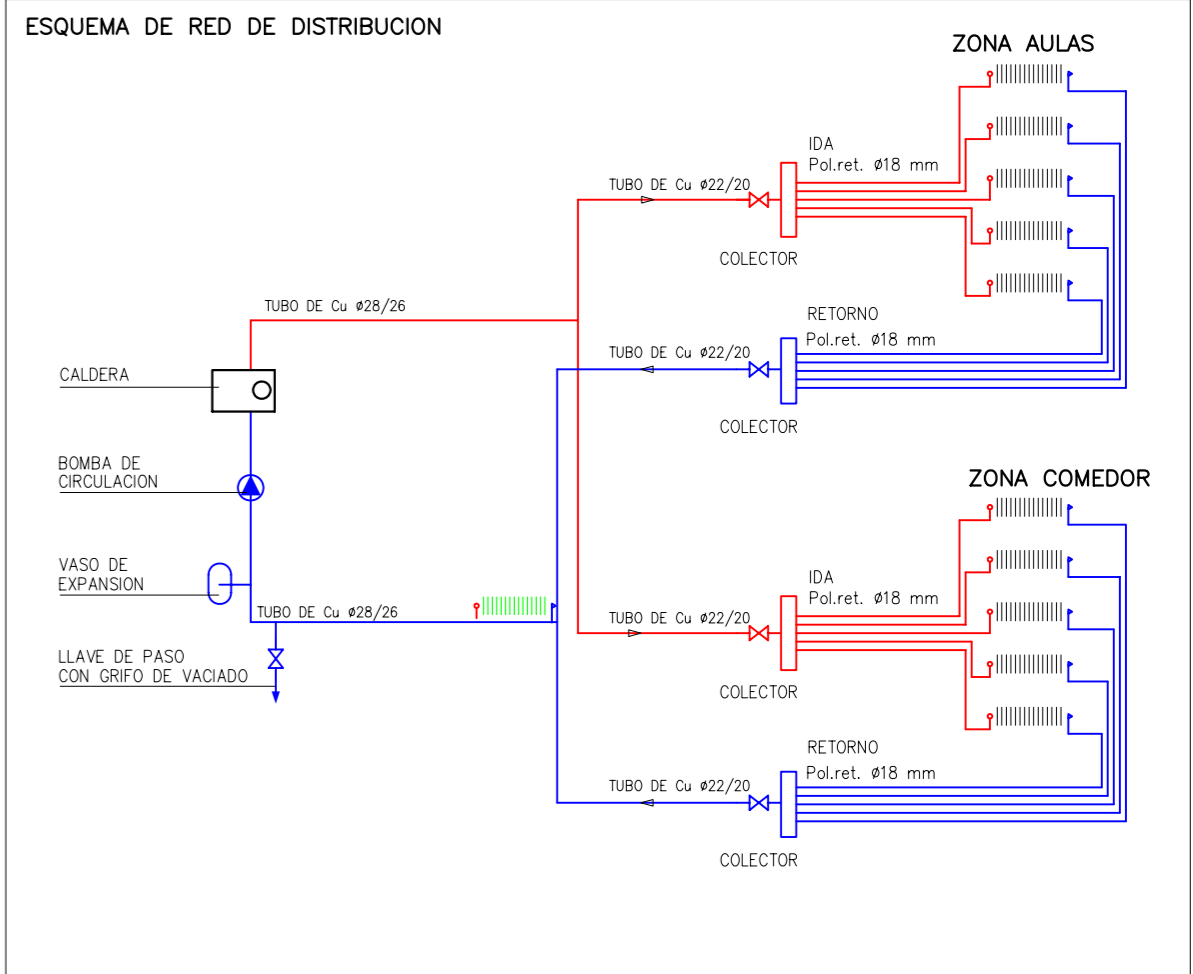 ESQUEMA DE RED DE DISTRIBUCION
ZONA AULAS
IDA
Pol.ret. ø18 mm
TUBO DE Cu ø22/20
COLECTOR
TUBO DE Cu ø28/26
RETORNO
Pol.ret. ø18 mm
TUBO DE Cu ø22/20
COLECTOR
CALDERA
BOMBA DE
CIRCULACION
VASO DE
EXPANSION
TUBO DE Cu ø28/26
LLAVE DE PASO
CON GRIFO DE VACIADO
ZONA COMEDOR
IDA
Pol.ret. ø18 mm
TUBO DE Cu ø22/20
COLECTOR
RETORNO
Pol.ret. ø18 mm
TUBO DE Cu ø22/20
COLECTOR